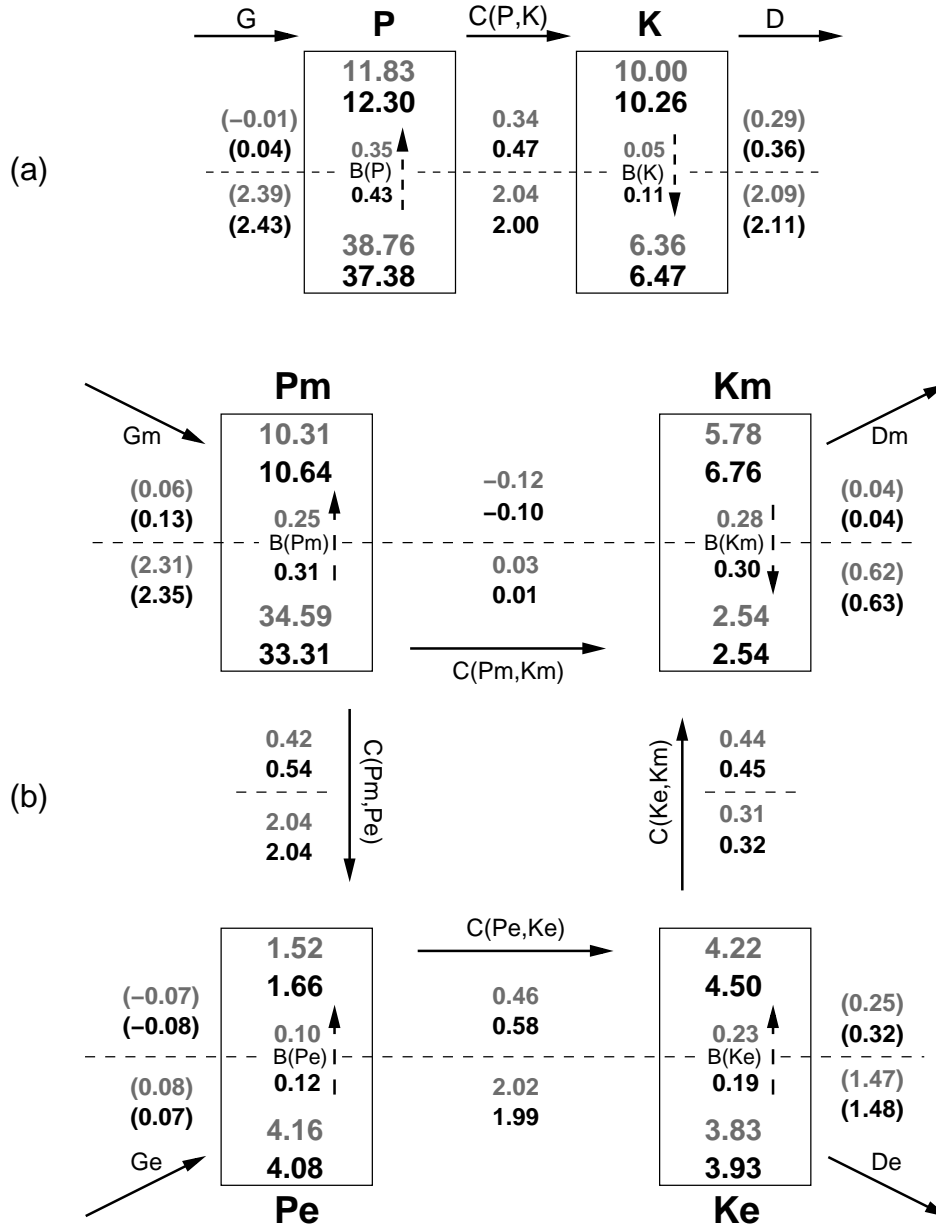 G P C(P,K) K D
11.83 10.00
12.30 10.26
(−0.01) 0.34 (0.29)
(0.04) 0.35 0.47 0.05 (0.36)
(a) B(P) B(K)
(2.39) 0.43 2.04 0.11 (2.09)
(2.43) 2.00 (2.11)
38.76 6.36
37.38 6.47
Pm Km
Gm 10.31 5.78 Dm
10.64 6.76
(0.06) −0.12 (0.04)
(0.13) 0.25 −0.10 0.28 (0.04)
B(Pm) B(Km)
(2.31) 0.31 0.03 0.30 (0.62)
(2.35) 0.01 (0.63)
34.59 2.54
33.31 2.54
C(Pm,Km)
0.42 0.44
0.54 0.45
(b) C(Pm,Pe) C(Ke,Km)
2.04 0.31
2.04 0.32
C(Pe,Ke)
1.52 4.22
1.66 4.50
(−0.07) 0.46 (0.25)
(−0.08) 0.10 0.58 0.23 (0.32)
B(Pe) B(Ke)
(0.08) 0.12 2.02 0.19 (1.47)
(0.07) 1.99 (1.48)
4.16 3.83
Ge 4.08 3.93 De
Pe Ke